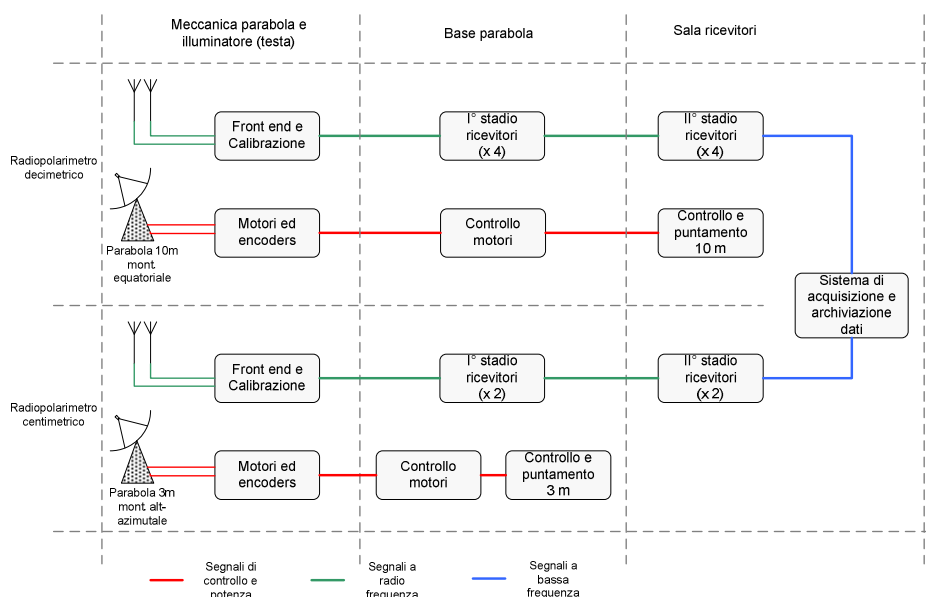 Meccanica parabola e
illuminatore (testa)
Base parabola
Sala ricevitori
Radiopolarimetro
decimetrico
Front end e
Calibrazione
I° stadio
ricevitori
(x 4)
II° stadio
ricevitori
(x 4)
Parabola 10m
mont.
equatoriale
Motori ed
encoders
Controllo
motori
Controllo e
puntamento
10 m
Sistema di
acquisizione e
archiviazione
dati
Radiopolarimetro
centimetrico
Front end e
Calibrazione
I° stadio
ricevitori
(x 2)
II° stadio
ricevitori
(x 2)
Parabola 3m
mont. alt-
azimutale
Motori ed
encoders
Controllo
motori
Controllo e
puntamento
3 m
Segnali di
controllo e
potenza
Segnali a
radio
frequenza
Segnali a
bassa
frequenza